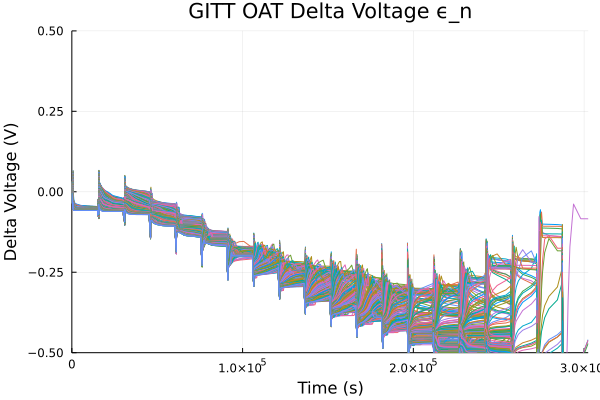 GITT OAT Delta Voltage ϵ_n
0.50
0.25
0.00
-0.25
-0.50
Delta Voltage (V)
0 1.0×10⁵ 2.0×10⁵ 3.0×10
Time (s)